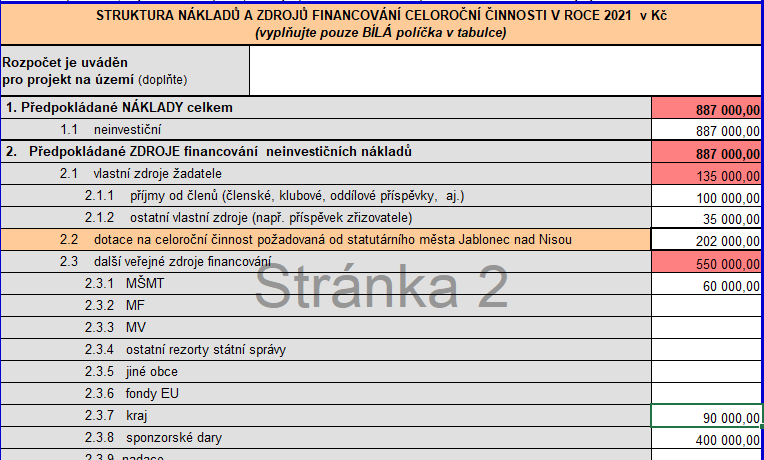 STRUKTURA NÁKLADŮ A ZDROJŮ FINANCOVÁNÍ CELOROČNÍ ČINNOSTI V ROCE 2021 v Kč
(vyplňujte pouze BÍLÁ políčka v tabulce)
Rozpočet je uváděn
pro projekt na území (doplňte)
1. Předpokládané NÁKLADY celkem 887 000,00
1.1 neinvestiční 887 000,00
2. Předpokládané ZDROJE financování neinvestičních nákladů 887 000,00
2.1 vlastní zdroje žadatele 135 000,00
2.1.1 příjmy od členů (členské, klubové, oddílové příspěvky, aj.) 100 000,00
2.1.2 ostatní vlastní zdroje (např. příspěvek zřizovatele) 35 000,00
2.2 dotace na celoroční činnost požadovaná od statutárního města Jablonec nad Nisou 202 000,00
2.3 další veřejné zdroje financování 550 000,00
Stránka 2
2.3.1 MŠMT 60 000,00
2.3.2 MF
2.3.3 MV
2.3.4 ostatní rezorty státní správy
2.3.5 jiné obce
2.3.6 fondy EU
2.3.7 kraj 90 000,00
2.3.8 sponzorské dary 400 000,00
2.3.9 nadace